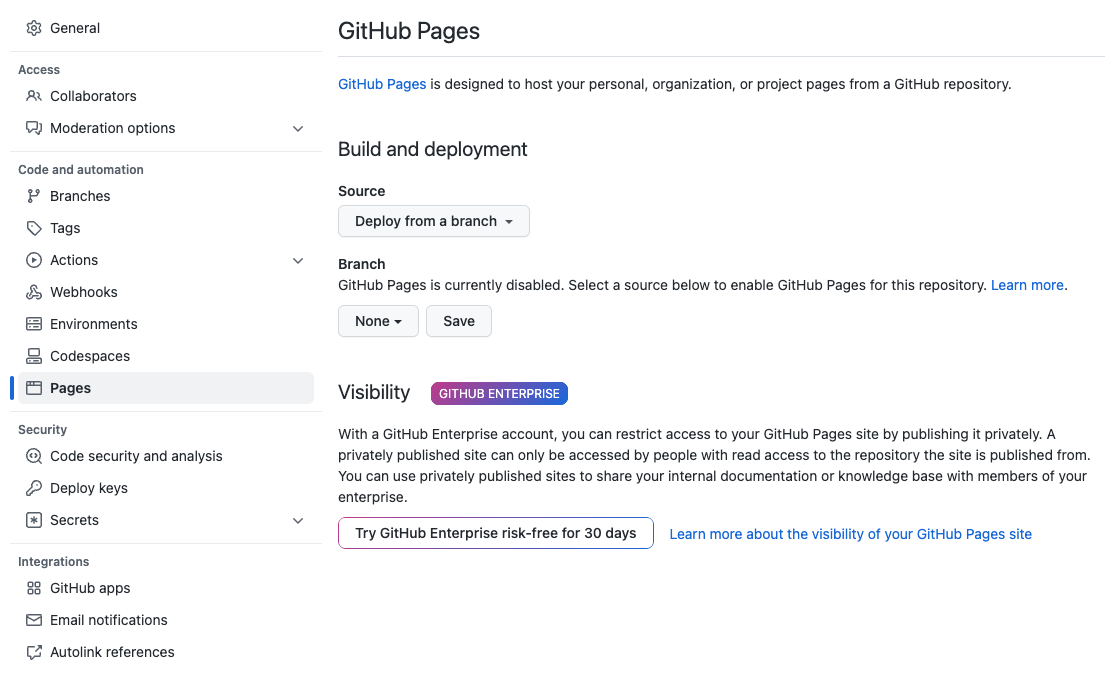 General
Access
Collaborators
Moderation options
Code and automation
Branches
Tags
Actions
Webhooks
Environments
Codespaces
Pages
Security
Code security and analysis
Deploy keys
Secrets
Integrations
GitHub apps
Email notifications
Autolink references
GitHub Pages
GitHub Pages is designed to host your personal, organization, or project pages from a GitHub repository.
Build and deployment
Source
Deploy from a branch
Branch
GitHub Pages is currently disabled. Select a source below to enable GitHub Pages for this repository. Learn more.
None Save
Visibility GITHUB ENTERPRISE
With a GitHub Enterprise account, you can restrict access to your GitHub Pages site by publishing it privately. A
privately published site can only be accessed by people with read access to the repository the site is published from.
You can use privately published sites to share your internal documentation or knowledge base with members of your
enterprise.
Try GitHub Enterprise risk-free for 30 days Learn more about the visibility of your GitHub Pages site